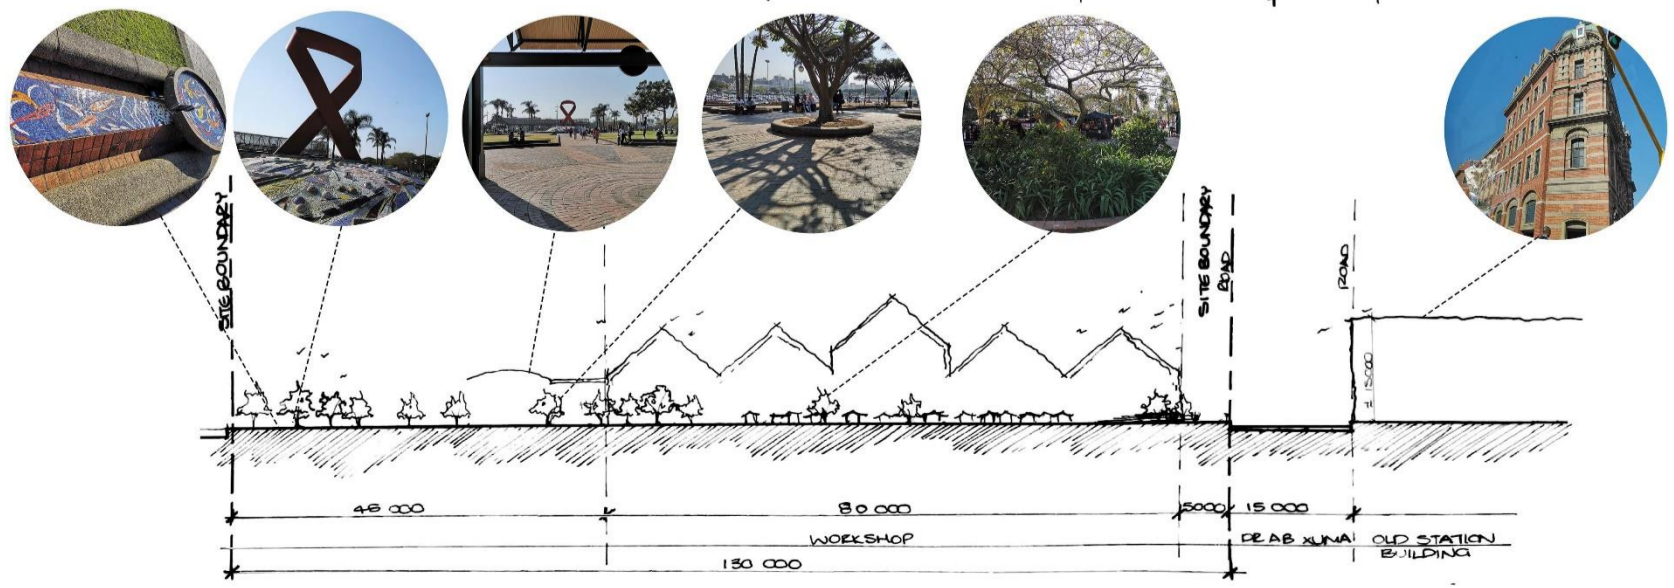 SITE BOUNDARY
SITE BOUNDARY
ROAD
ROAD
± 13000
45 000
80 000
5000
15 000
WORKSHOP
DR AB XUMA
OLD STATION
BUILDING
130 000